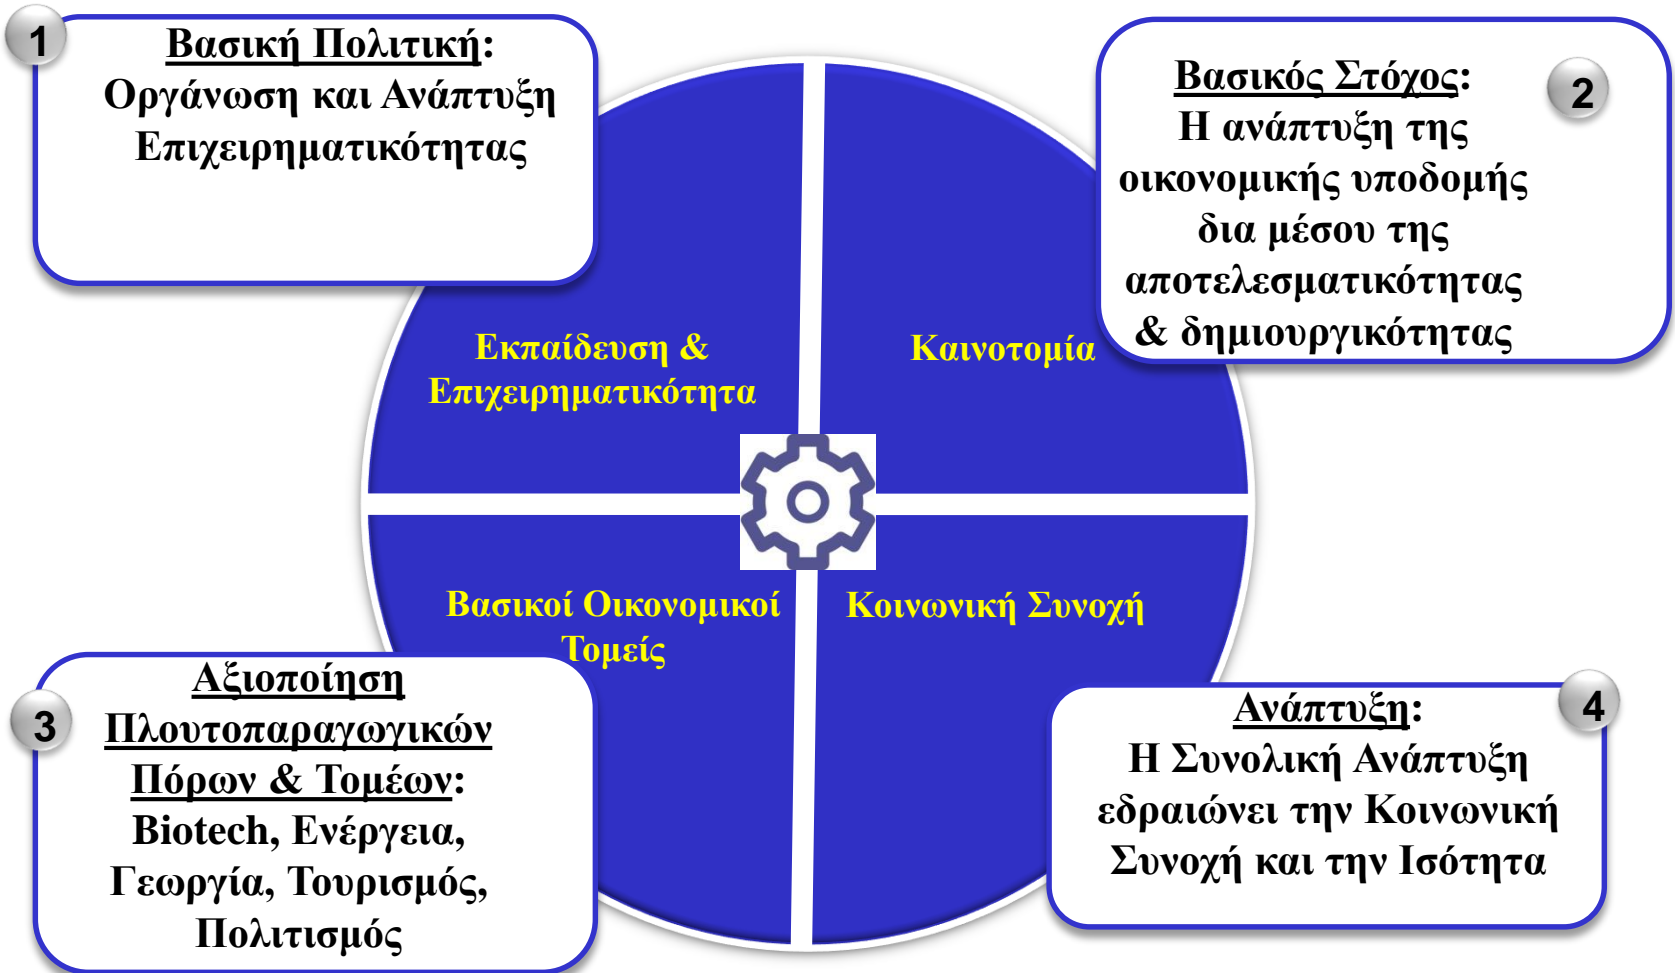 1
Βασική Πολιτική:
Οργάνωση και Ανάπτυξη
Επιχειρηματικότητας
2
Βασικός Στόχος:
Η ανάπτυξη της
οικονομικής υποδομής
δια μέσου της
αποτελεσματικότητας
& δημιουργικότητας
Εκπαίδευση &
Επιχειρηματικότητα
Καινοτομία
Βασικοί Οικονομικοί
Τομείς
Κοινωνική Συνοχή
3
Αξιοποίηση
Πλουτοπαραγωγικών
Πόρων & Τομέων:
Biotech, Ενέργεια,
Γεωργία, Τουρισμός,
Πολιτισμός
4
Ανάπτυξη:
Η Συνολική Ανάπτυξη
εδραιώνει την Κοινωνική
Συνοχή και την Ισότητα